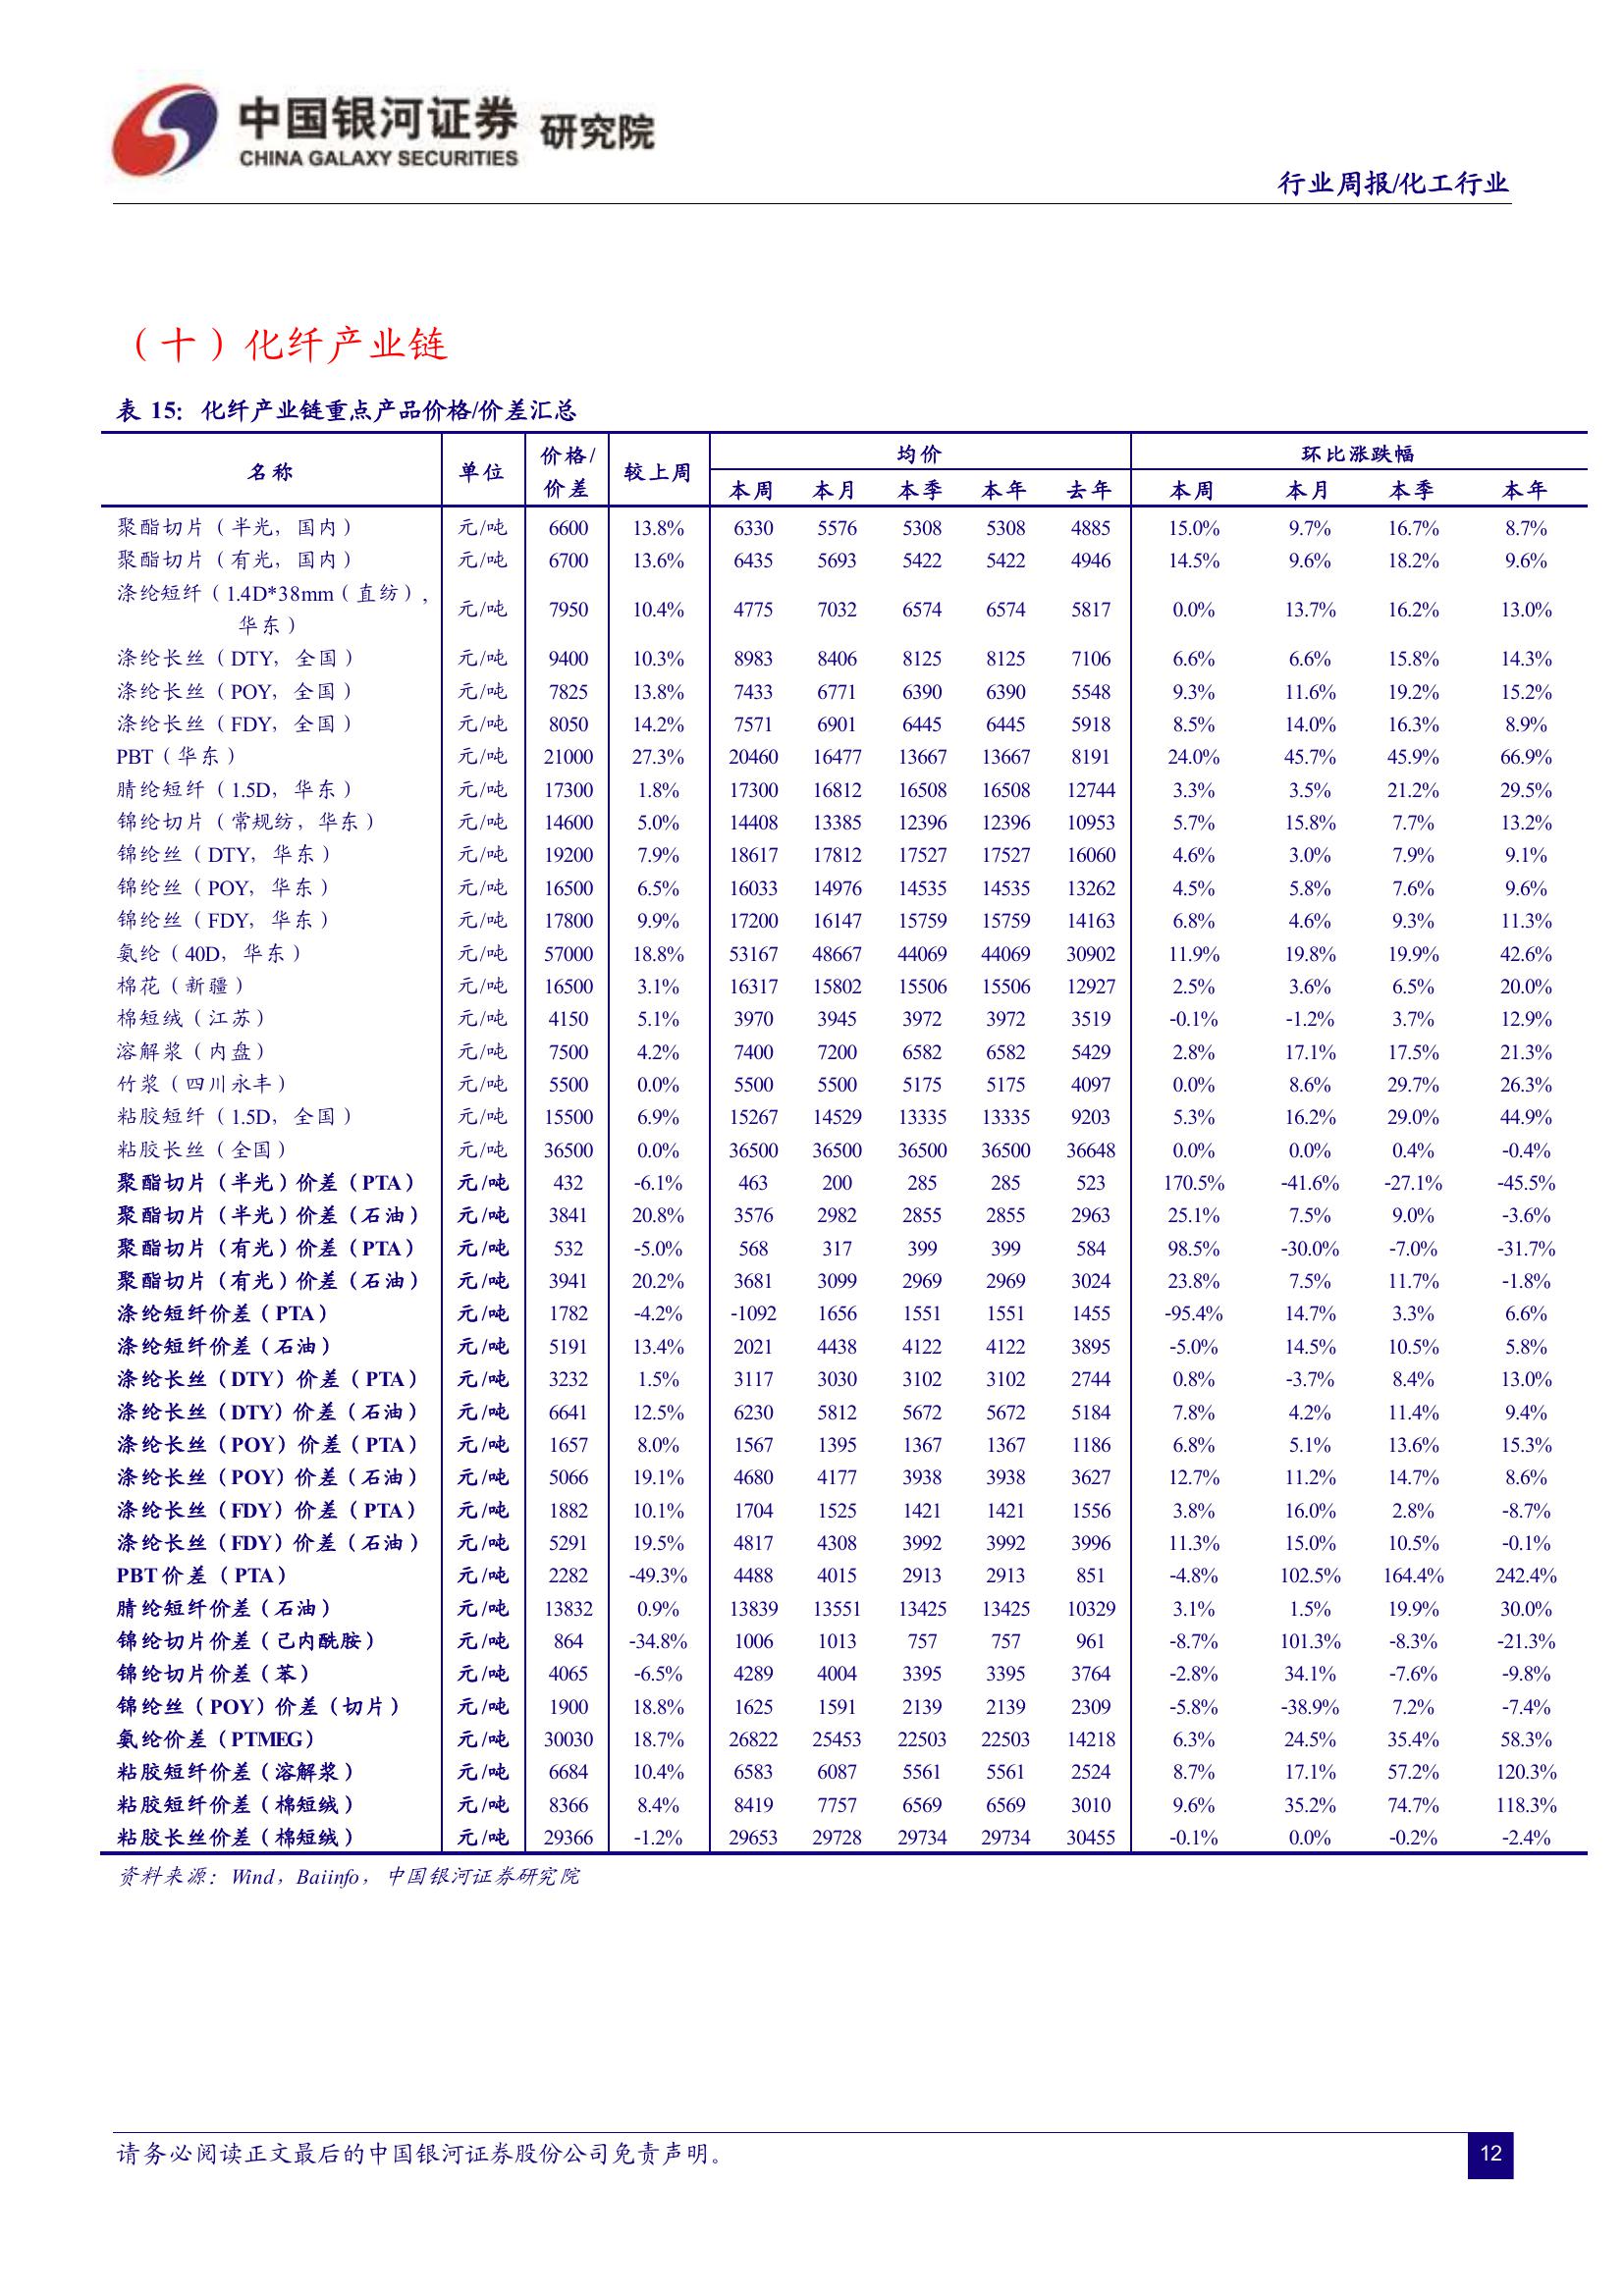 中国银河证券 研究院
CHINA GALAXY SECURITIES
行业周报/化工行业
（十）化纤产业链
表 15：化纤产业链重点产品价格/价差汇总
名称 单位 价格/价差 较上周 均价 环比涨跌幅
本周 本月 本季 本年 去年 本周 本月 本季 本年
聚酯切片（半光，国内） 元/吨 6600 13.8% 6330 5576 5308 5308 4885 15.0% 9.7% 16.7% 8.7%
聚酯切片（有光，国内） 元/吨 6700 13.6% 6435 5693 5422 5422 4946 14.5% 9.6% 18.2% 9.6%
涤纶短纤（1.4D*38mm（直纺），
华东） 元/吨 7950 10.4% 4775 7032 6574 6574 5817 0.0% 13.7% 16.2% 13.0%
涤纶长丝（DTY，全国） 元/吨 9400 10.3% 8983 8406 8125 8125 7106 6.6% 6.6% 15.8% 14.3%
涤纶长丝（POY，全国） 元/吨 7825 13.8% 7433 6771 6390 6390 5548 9.3% 11.6% 19.2% 15.2%
涤纶长丝（FDY，全国） 元/吨 8050 14.2% 7571 6901 6445 6445 5918 8.5% 14.0% 16.3% 8.9%
PBT（华东） 元/吨 21000 27.3% 20460 16477 13667 13667 8191 24.0% 45.7% 45.9% 66.9%
腈纶短纤（1.5D，华东） 元/吨 17300 1.8% 17300 16812 16508 16508 12744 3.3% 3.5% 21.2% 29.5%
锦纶切片（常规纺，华东） 元/吨 14600 5.0% 14408 13385 12396 12396 10953 5.7% 15.8% 7.7% 13.2%
锦纶丝（DTY，华东） 元/吨 19200 7.9% 18617 17812 17527 17527 16060 4.6% 3.0% 7.9% 9.1%
锦纶丝（POY，华东） 元/吨 16500 6.5% 16033 14976 14535 14535 13262 4.5% 5.8% 7.6% 9.6%
锦纶丝（FDY，华东） 元/吨 17800 9.9% 17200 16147 15759 15759 14163 6.8% 4.6% 9.3% 11.3%
氨纶（40D，华东） 元/吨 57000 18.8% 53167 48667 44069 44069 30902 11.9% 19.8% 19.9% 42.6%
棉花（新疆） 元/吨 16500 3.1% 16317 15802 15506 15506 12927 2.5% 3.6% 6.5% 20.0%
棉短绒（江苏） 元/吨 4150 5.1% 3970 3945 3972 3972 3519 -0.1% -1.2% 3.7% 12.9%
溶解浆（内盘） 元/吨 7500 4.2% 7400 7200 6582 6582 5429 2.8% 17.1% 17.5% 21.3%
竹浆（四川永丰） 元/吨 5500 0.0% 5500 5500 5175 5175 4097 0.0% 8.6% 29.7% 26.3%
粘胶短纤（1.5D，全国） 元/吨 15500 6.9% 15267 14529 13335 13335 9203 5.3% 16.2% 29.0% 44.9%
粘胶长丝（全国） 元/吨 36500 0.0% 36500 36500 36500 36500 36648 0.0% 0.0% 0.4% -0.4%
聚酯切片（半光）价差（PTA） 元/吨 432 -6.1% 463 200 285 285 523 170.5% -41.6% -27.1% -45.5%
聚酯切片（半光）价差（石油） 元/吨 3841 20.8% 3576 2982 2855 2855 2963 25.1% 7.5% 9.0% -3.6%
聚酯切片（有光）价差（PTA） 元/吨 532 -5.0% 568 317 399 399 584 98.5% -30.0% -7.0% -31.7%
聚酯切片（有光）价差（石油） 元/吨 3941 20.2% 3681 3099 2969 2969 3024 23.8% 7.5% 11.7% -1.8%
涤纶短纤价差（PTA） 元/吨 1782 -4.2% -1092 1656 1551 1551 1455 -95.4% 14.7% 3.3% 6.6%
涤纶短纤价差（石油） 元/吨 5191 13.4% 2021 4438 4122 4122 3895 -5.0% 14.5% 10.5% 5.8%
涤纶长丝（DTY）价差（PTA） 元/吨 3232 1.5% 3117 3030 3102 3102 2744 0.8% -3.7% 8.4% 13.0%
涤纶长丝（DTY）价差（石油） 元/吨 6641 12.5% 6230 5812 5672 5672 5184 7.8% 4.2% 11.4% 9.4%
涤纶长丝（POY）价差（PTA） 元/吨 1657 8.0% 1567 1395 1367 1367 1186 6.8% 5.1% 13.6% 15.3%
涤纶长丝（POY）价差（石油） 元/吨 5066 19.1% 4680 4177 3938 3938 3627 12.7% 11.2% 14.7% 8.6%
涤纶长丝（FDY）价差（PTA） 元/吨 1882 10.1% 1704 1525 1421 1421 1556 3.8% 16.0% 2.8% -8.7%
涤纶长丝（FDY）价差（石油） 元/吨 5291 19.5% 4817 4308 3992 3992 3996 11.3% 15.0% 10.5% -0.1%
PBT价差（PTA） 元/吨 2282 -49.3% 4488 4015 2913 2913 851 -4.8% 102.5% 164.4% 242.4%
腈纶短纤价差（石油） 元/吨 13832 0.9% 13839 13551 13425 13425 10329 3.1% 1.5% 19.9% 30.0%
锦纶切片价差（己内酰胺） 元/吨 864 -34.8% 1006 1013 757 757 961 -8.7% 101.3% -8.3% -21.3%
锦纶切片价差（苯） 元/吨 4065 -6.5% 4289 4004 3395 3395 3764 -2.8% 34.1% -7.6% -9.8%
锦纶丝（POY）价差（切片） 元/吨 1900 18.8% 1625 1591 2139 2139 2309 -5.8% -38.9% 7.2% -7.4%
氨纶价差（PTMEG） 元/吨 30030 18.7% 26822 25453 22503 22503 14218 6.3% 24.5% 35.4% 58.3%
粘胶短纤价差（溶解浆） 元/吨 6684 10.4% 6583 6087 5561 5561 2524 8.7% 17.1% 57.2% 120.3%
粘胶短纤价差（棉短绒） 元/吨 8366 8.4% 8419 7757 6569 6569 3010 9.6% 35.2% 74.7% 118.3%
粘胶长丝价差（棉短绒） 元/吨 29366 -1.2% 29653 29728 29734 29734 30455 -0.1% 0.0% -0.2% -2.4%
资料来源：Wind，Baiinfo，中国银河证券研究院
请务必阅读正文最后的中国银河证券股份公司免责声明。
12